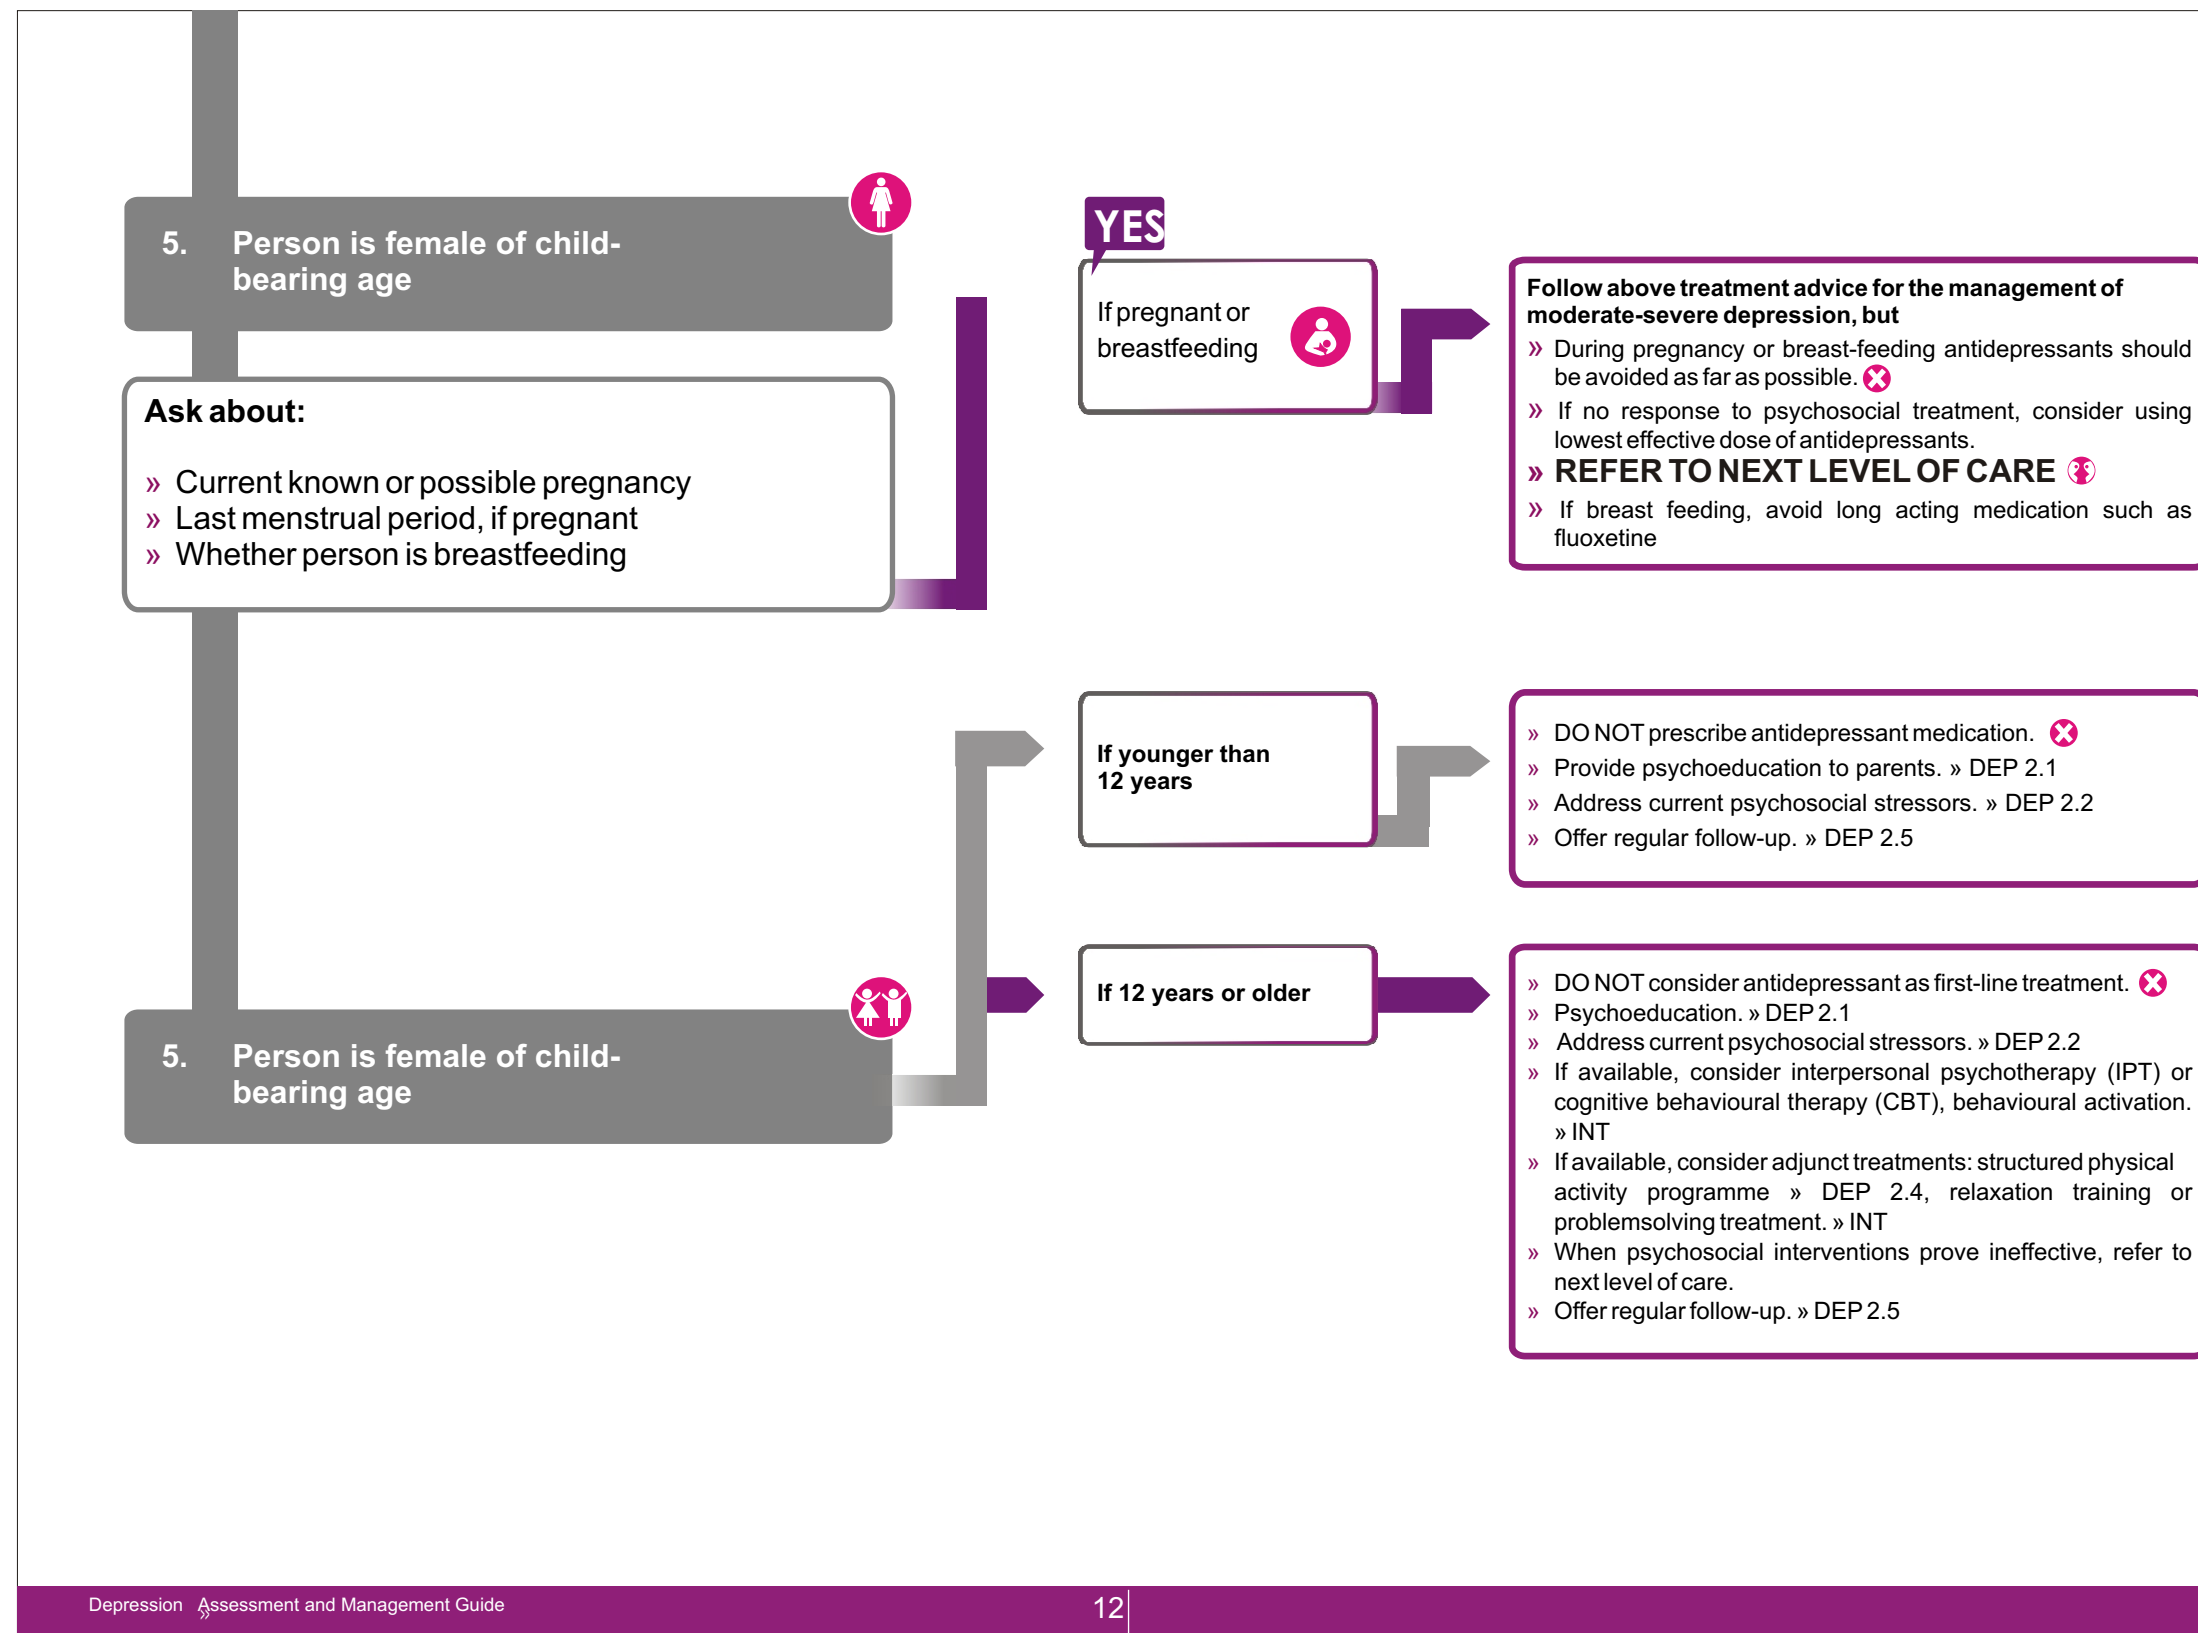 5. Person is female of child-
bearing age
Ask about:
» Current known or possible pregnancy
» Last menstrual period, if pregnant
» Whether person is breastfeeding
YES
If pregnant or
breastfeeding
Follow above treatment advice for the management of
moderate-severe depression, but
» During pregnancy or breast-feeding antidepressants should
be avoided as far as possible.
» If no response to psychosocial treatment, consider using
lowest effective dose of antidepressants.
» REFER TO NEXT LEVEL OF CARE
» If breast feeding, avoid long acting medication such as
fluoxetine
5. Person is female of child-
bearing age
If younger than
12 years
» DO NOT prescribe antidepressant medication.
» Provide psychoeducation to parents. » DEP 2.1
» Address current psychosocial stressors. » DEP 2.2
» Offer regular follow-up. » DEP 2.5
If 12 years or older
» DO NOT consider antidepressant as first-line treatment.
» Psychoeducation. » DEP 2.1
» Address current psychosocial stressors. » DEP 2.2
» If available, consider interpersonal psychotherapy (IPT) or
cognitive behavioural therapy (CBT), behavioural activation.
» INT
» If available, consider adjunct treatments: structured physical
activity programme » DEP 2.4, relaxation training or
problemsolving treatment. » INT
» When psychosocial interventions prove ineffective, refer to
next level of care.
» Offer regular follow-up. » DEP 2.5
Depression » Assessment and Management Guide
12